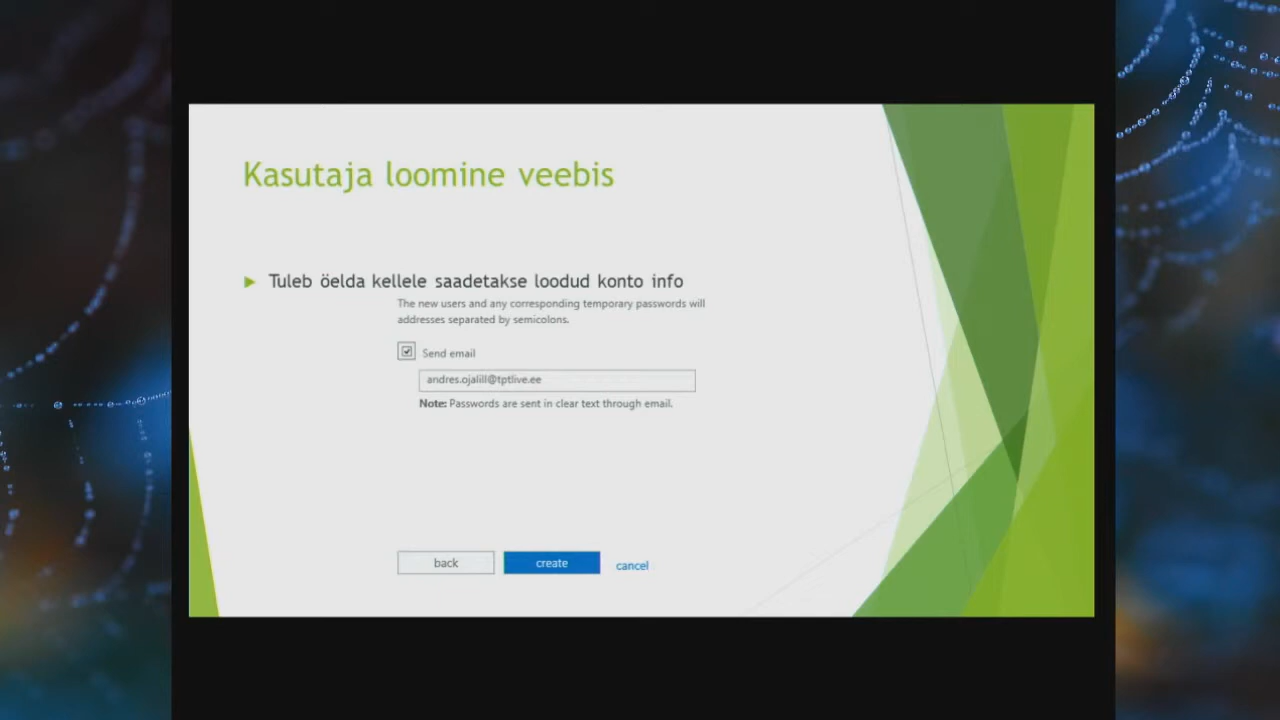 Kasutaja loomine veebis
Tuleb öelda kellele saadetakse loodud konto info
The new users and any corresponding temporary passwords will
addresses separated by semicolons.
Send email
andres.ojalill@tptlive.ee
Note: Passwords are sent in clear text through email.
back create cancel